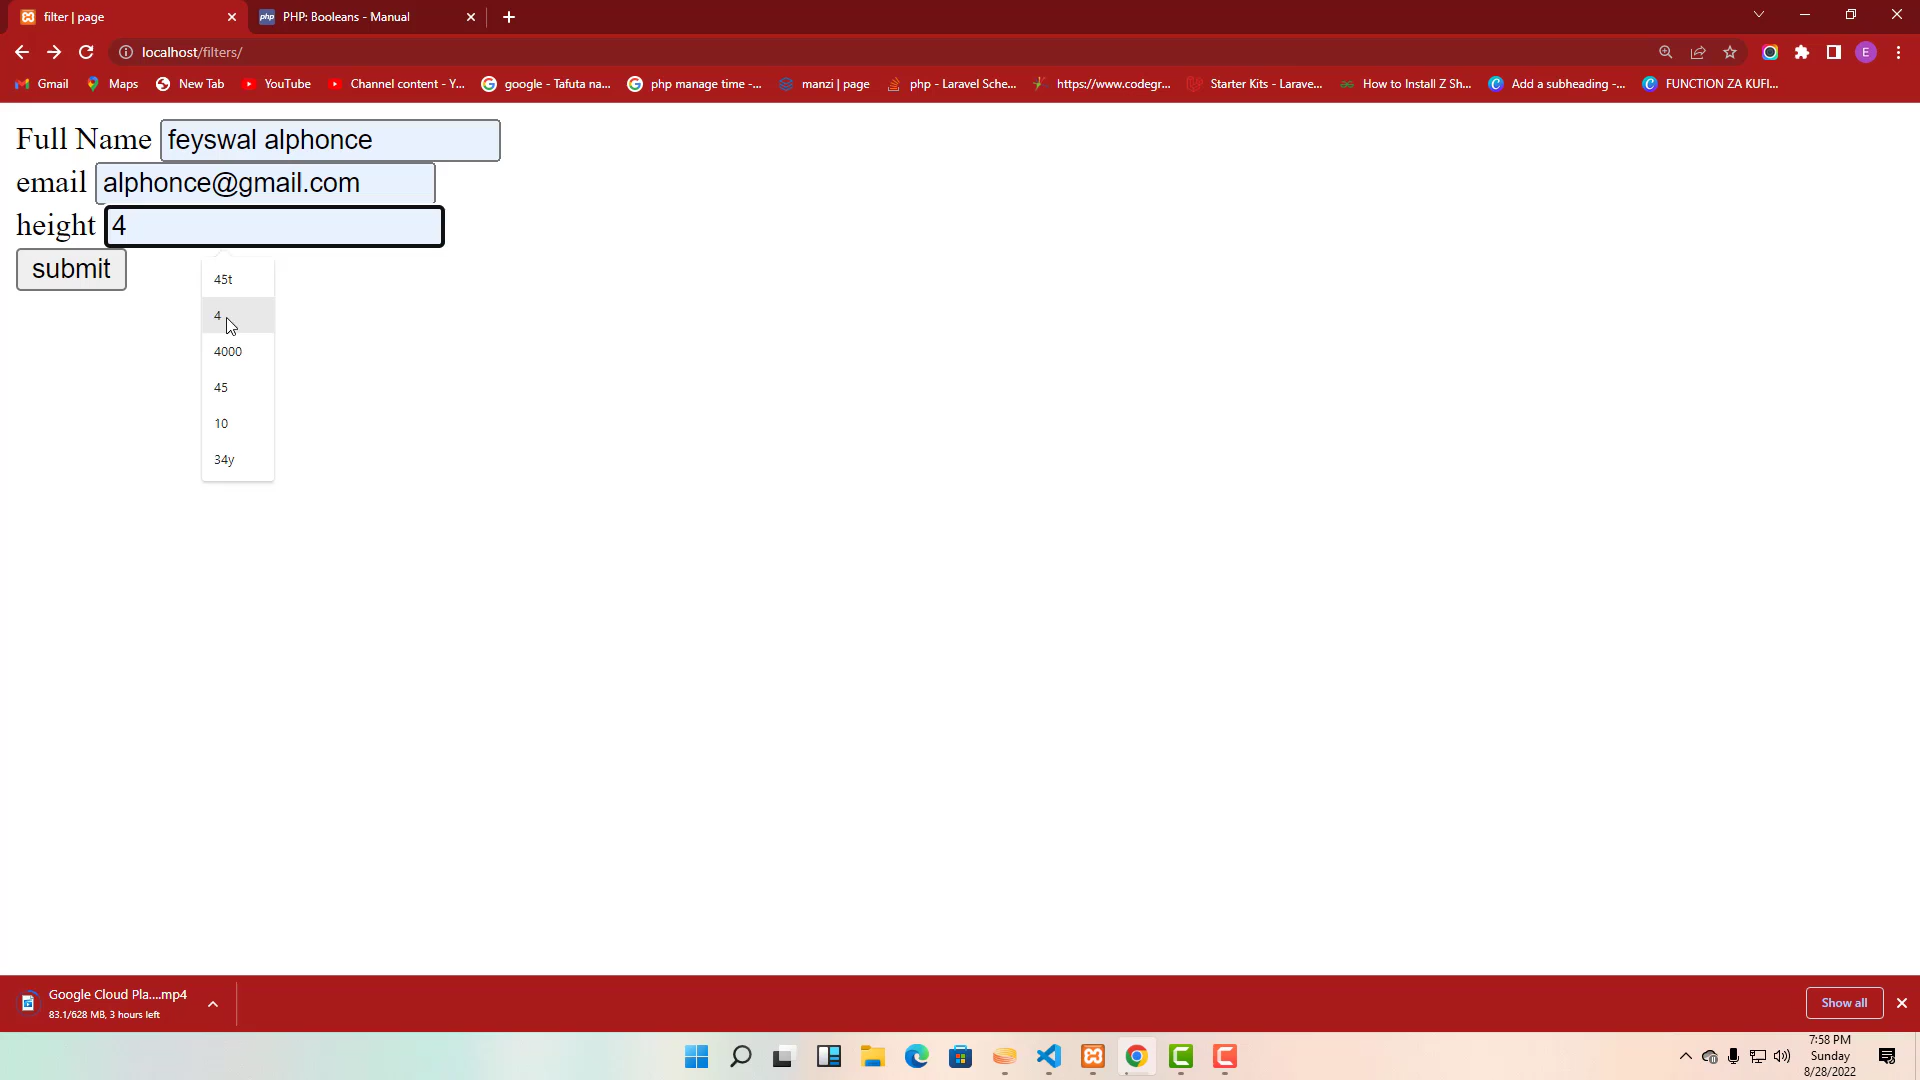 filter | page
php PHP: Booleans - Manual
localhost/filters/
E
Gmail
Maps
New Tab
YouTube
Channel content - Y...
google - Tafuta na...
php manage time -...
manzi | page
php - Laravel Sche...
https://www.codegr...
Starter Kits - Larave...
How to Install Z Sh...
Add a subheading -...
FUNCTION ZA KUFI...
Full Name feyswal alphonce
email alphonce@gmail.com
height 4
submit
45t
4
4000
45
10
34y
Google Cloud Pla....mp4
83.1/628 MB, 3 hours left
Show all
7:58 PM
Sunday
8/28/2022